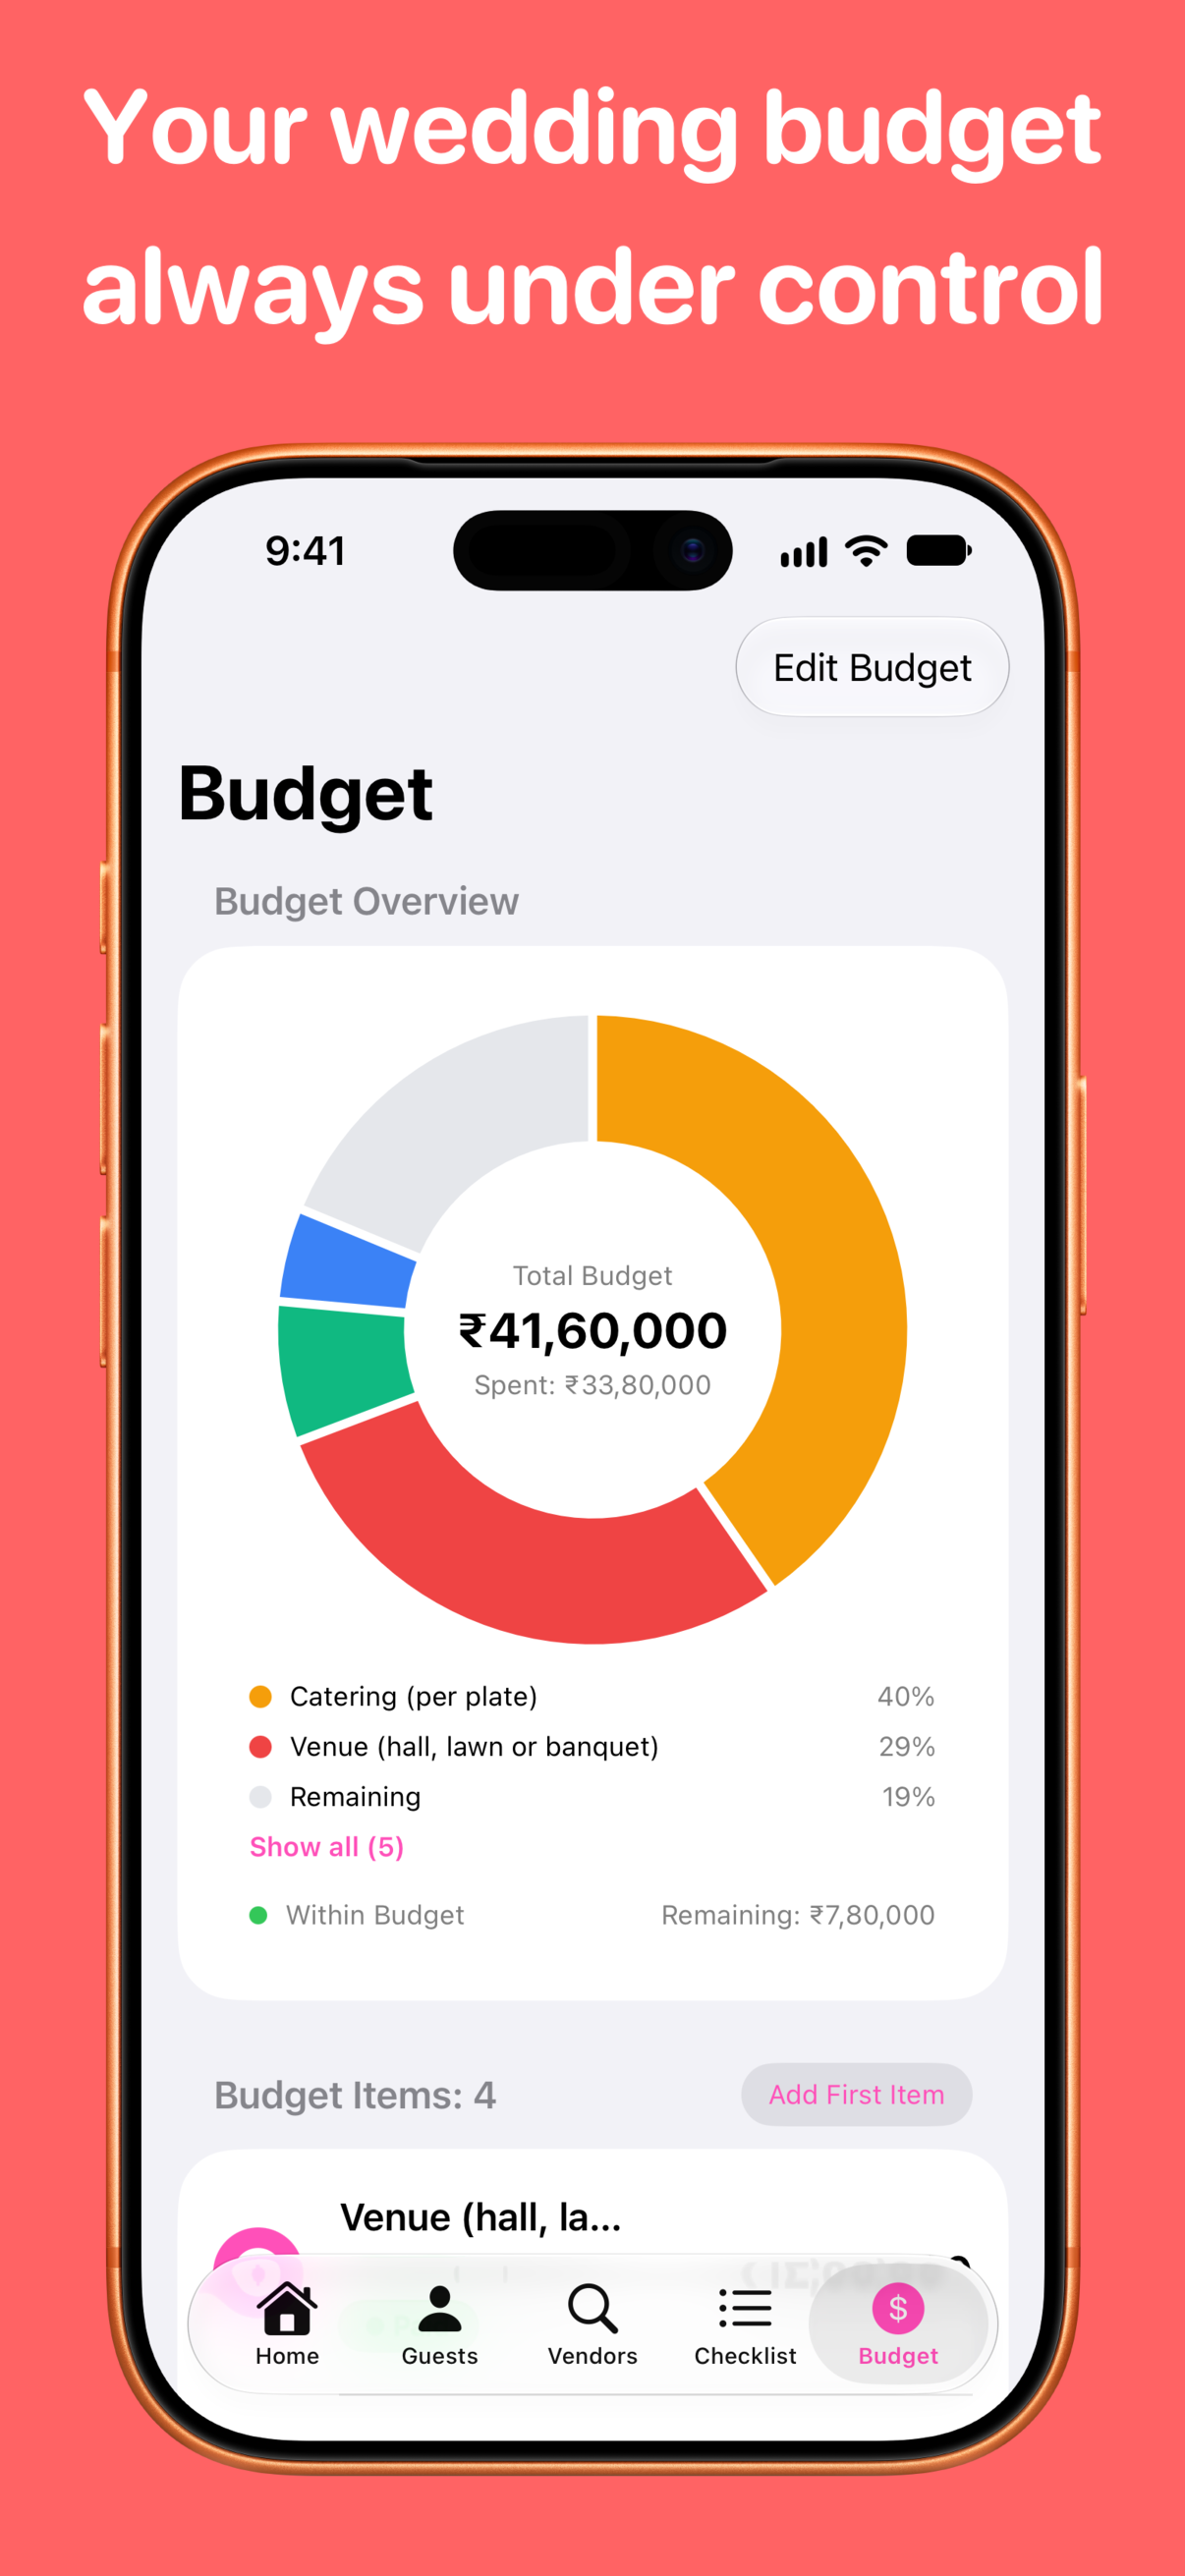 Your wedding budget
always under control
9:41
Edit Budget
Budget
Budget Overview
Total Budget
₹41,60,000
Spent: ₹33,80,000
Catering (per plate) 40%
Venue (hall, lawn or banquet) 29%
Remaining 19%
Show all (5)
Within Budget Remaining: ₹7,80,000
Budget Items: 4 Add First Item
Venue (hall, la...
$
Home Guests Vendors Checklist Budget